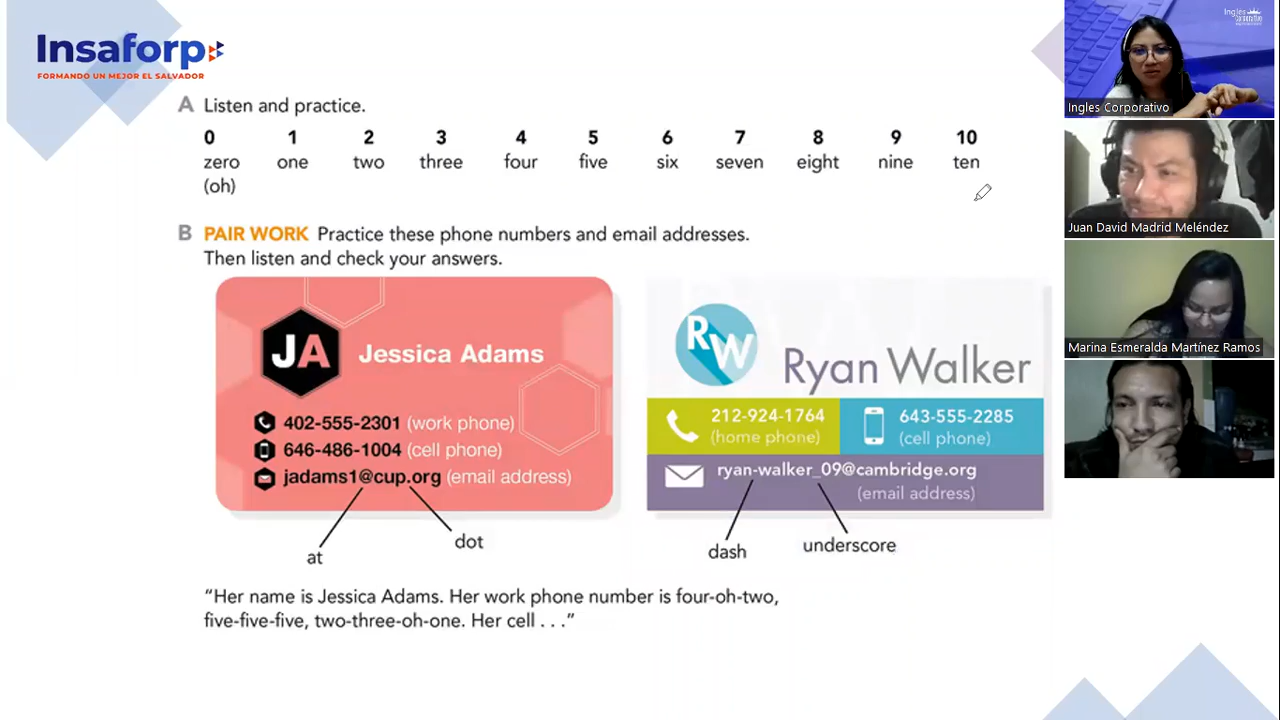 Insaforp
FORMANDO UN MEJOR EL SALVADOR
A Listen and practice.
0 1 2 3 4 5 6 7 8 9 10
zero one two three four five six seven eight nine ten
(oh)
B PAIR WORK Practice these phone numbers and email addresses.
Then listen and check your answers.
JA Jessica Adams
402-555-2301 (work phone)
646-486-1004 (cell phone)
jadams1@cup.org (email address)
at
dot
RW
Ryan Walker
212-924-1764
(home phone)
643-555-2285
(cell phone)
ryan-walker_09@cambridge.org
(email address)
dash
underscore
“Her name is Jessica Adams. Her work phone number is four-oh-two,
five-five-five, two-three-oh-one. Her cell . . .”
Inglés
Corporativo
Ingles Corporativo
Juan David Madrid Meléndez
Marina Esmeralda Martínez Ramos